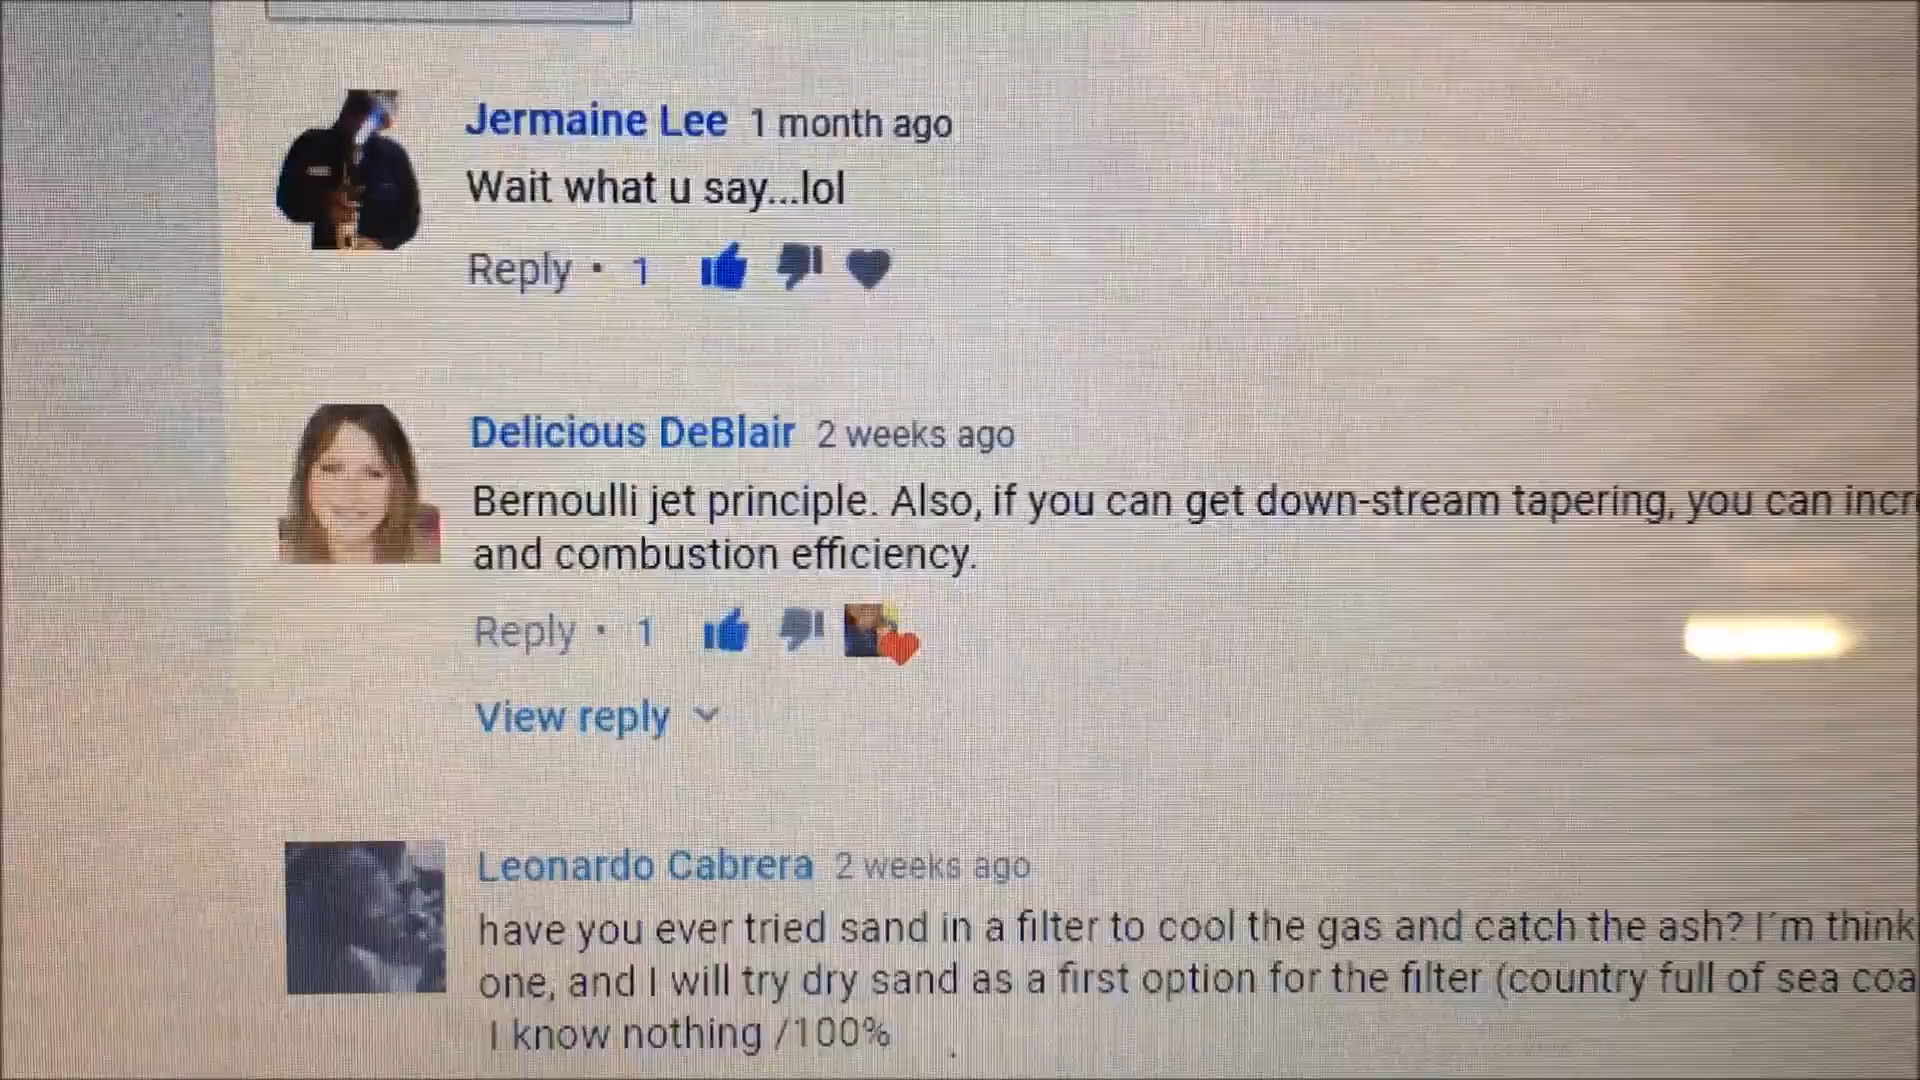 Jermaine Lee 1 month ago
Wait what u say...lol
Reply • 1
Delicious DeBlair 2 weeks ago
Bernoulli jet principle. Also, if you can get down-stream tapering, you can incr
and combustion efficiency.
Reply • 1
View reply
Leonardo Cabrera 2 weeks ago
have you ever tried sand in a filter to cool the gas and catch the ash? I´m think
one, and I will try dry sand as a first option for the filter (country full of sea coa
I know nothing /100%